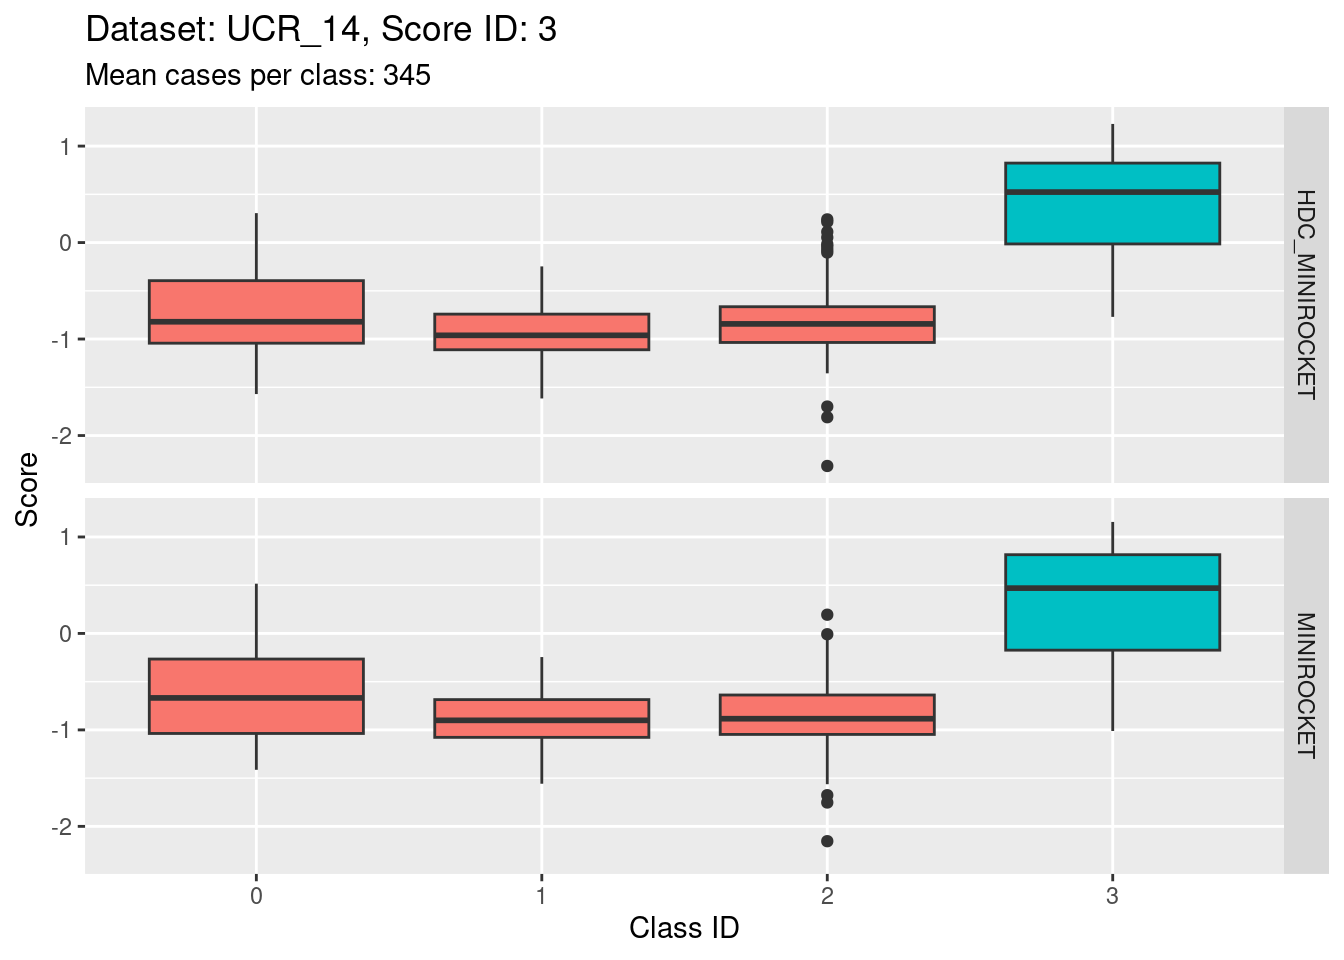 Dataset: UCR_14, Score ID: 3
Mean cases per class: 345
1
0
-1
-2
HDC_MINIROCKET
Score
1
0
-1
-2
MINIROCKET
0 1 2 3
Class ID